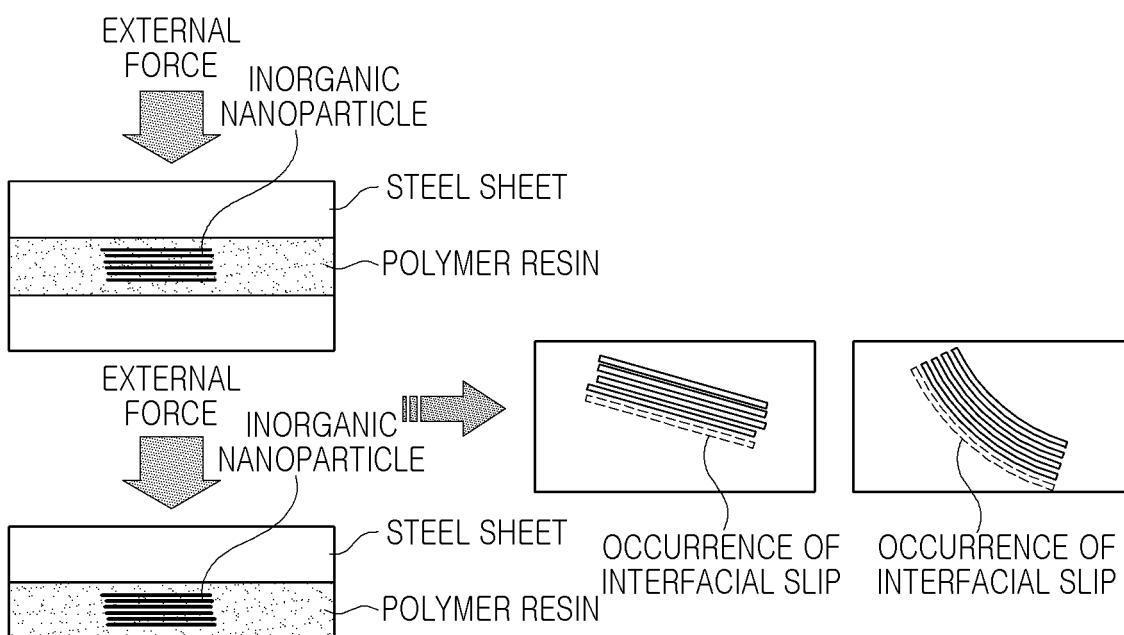 EXTERNAL
FORCE
INORGANIC
NANOPARTICLE
STEEL SHEET
POLYMER RESIN
EXTERNAL
FORCE
INORGANIC
NANOPARTICLE
STEEL SHEET
POLYMER RESIN
OCCURRENCE OF
INTERFACIAL SLIP
OCCURRENCE OF
INTERFACIAL SLIP